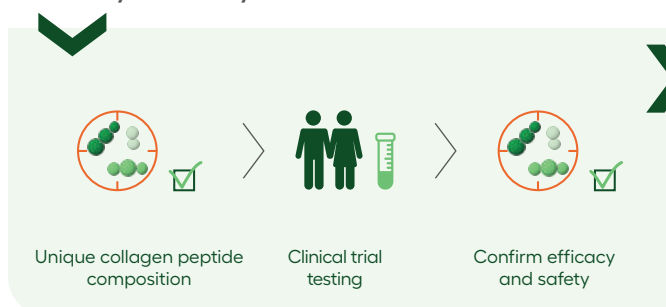 Unique collagen peptide
composition
Clinical trial
testing
Confirm efficacy
and safety